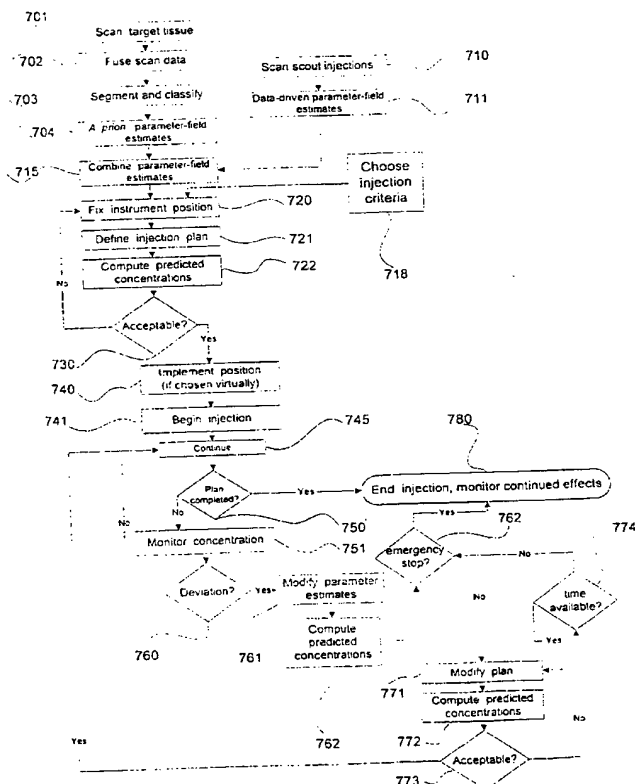 701
Scan target tissue
702
Fuse scan data
Scan scout injections
710
703
Segment and classify
Data-driven parameter-field
estimates
711
704
A priori parameter-field
estimates
715
Combine parameter-field
estimates
Choose
injection
criteria
718
Fix instrument position
720
Define injection plan
721
Compute predicted
concentrations
722
No
Acceptable?
Yes
730
740
Implement position
(if chosen virtually)
741
Begin injection
745
Continue
780
Plan
completed?
Yes
End injection, monitor continued effects
No
No
750
Yes
762
774
Monitor concentration
751
emergency
stop?
No
Deviation?
Yes
Modify parameter
estimates
No
time
available?
760
761
Compute
predicted
concentrations
Yes
Modify plan
771
762
Compute predicted
concentrations
No
Yes
772
Acceptable?
773